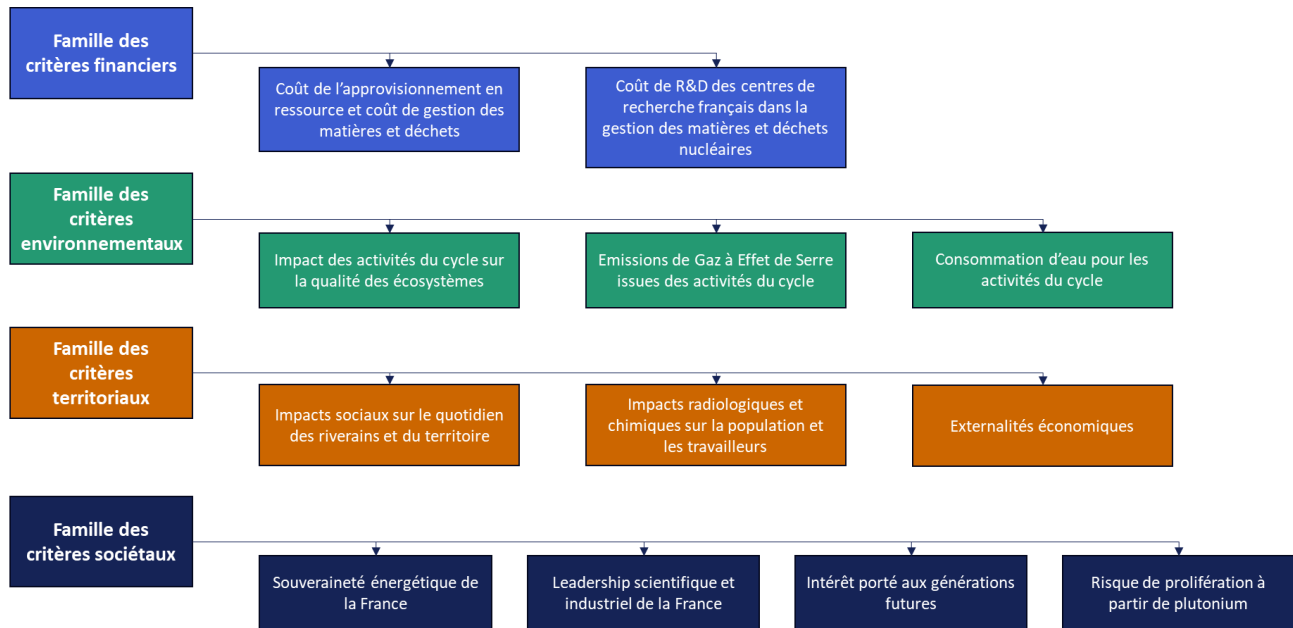 Famille des
critères financiers
Coût de l’approvisionnement en
ressource et coût de gestion des
matières et déchets
Coût de R&D des centres de
recherche français dans la
gestion des matières et déchets
nucléaires
Famille des
critères
environnementaux
Impact des activités du cycle sur
la qualité des écosystèmes
Emissions de Gaz à Effet de Serre
issues des activités du cycle
Consommation d’eau pour les
activités du cycle
Famille des
critères
territoriaux
Impacts sociaux sur le quotidien
des riverains et du territoire
Impacts radiologiques et
chimiques sur la population et
les travailleurs
Externalités économiques
Famille des
critères sociétaux
Souveraineté énergétique de
la France
Leadership scientifique et
industriel de la France
Intérêt porté aux générations
futures
Risque de prolifération à
partir de plutonium